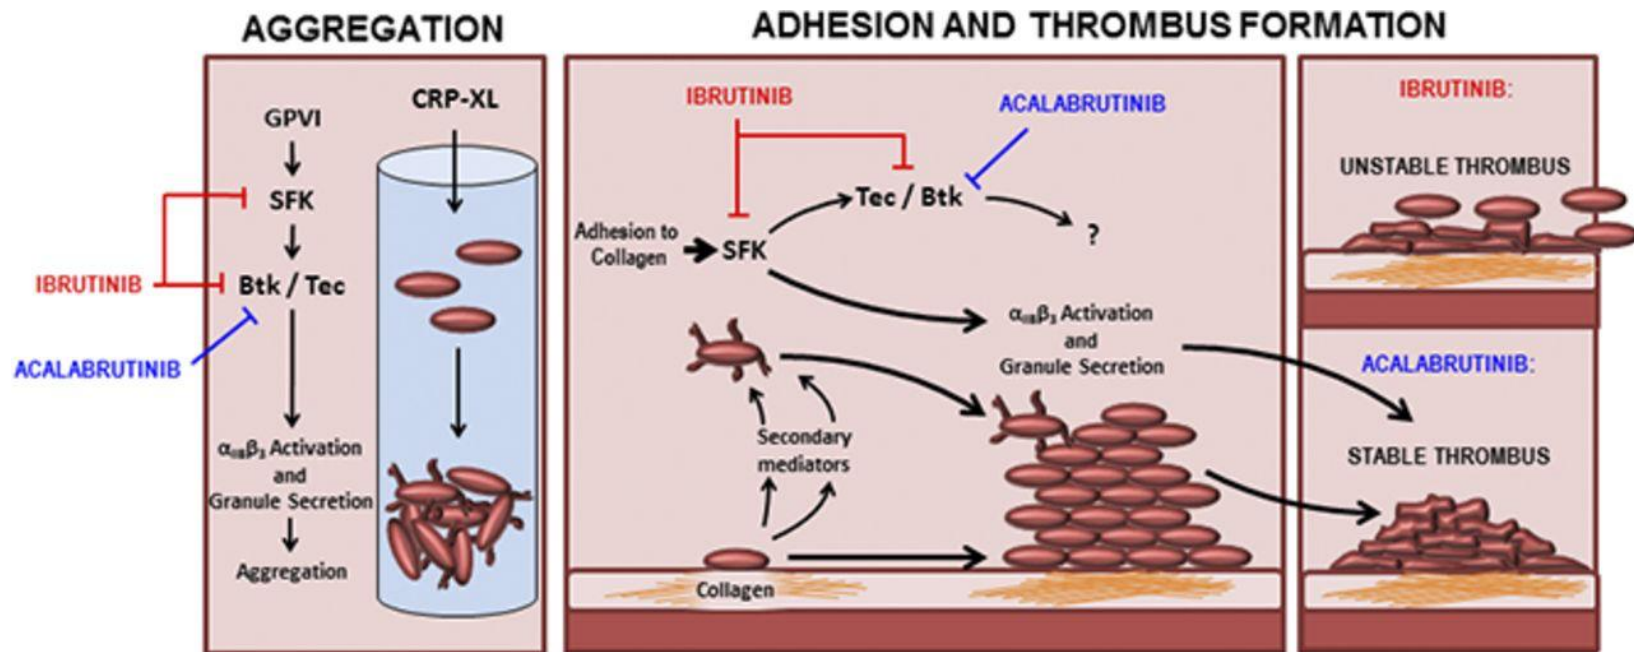 AGGREGATION
GPVI
SFK
IBRUTINIB
Btk / Tec
ACALABRUTINIB
αIIBβ3 Activation
and
Granule Secretion
Aggregation
CRP-XL
ADHESION AND THROMBUS FORMATION
IBRUTINIB
ACALABRUTINIB
Tec / Btk
?
Adhesion to
Collagen
SFK
αIIBβ3 Activation
and
Granule Secretion
Secondary
mediators
Collagen
IBRUTINIB:
UNSTABLE THROMBUS
ACALABRUTINIB:
STABLE THROMBUS